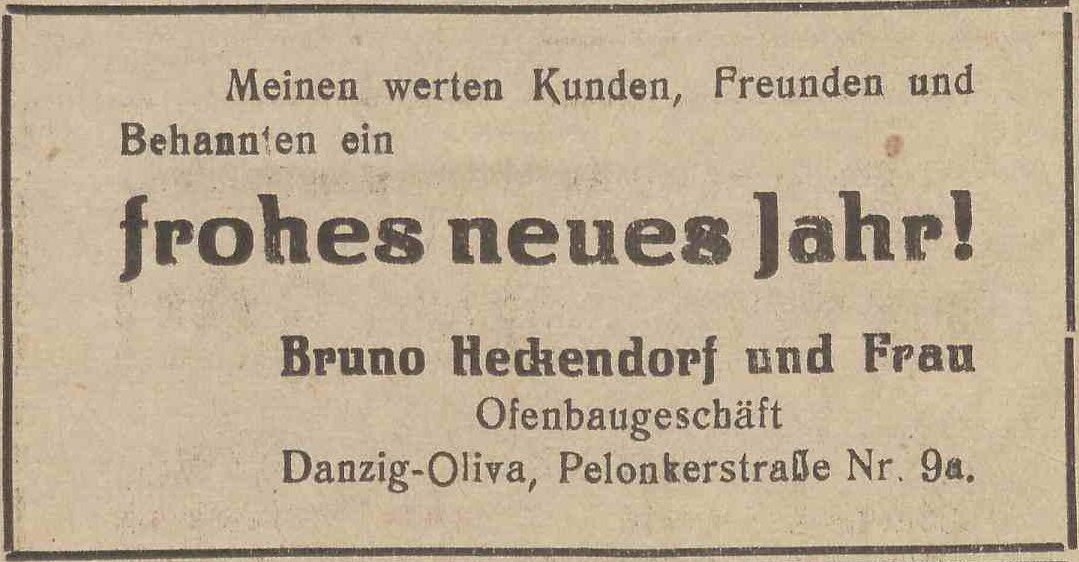 Meinen werten Kunden, Freunden und
Behannten ein
frohes neues Jahr!
Bruno Heckendorf und Frau
Ofenbaugeschäft
Danzig-Oliva, Pelonkerstraße Nr. 9a.